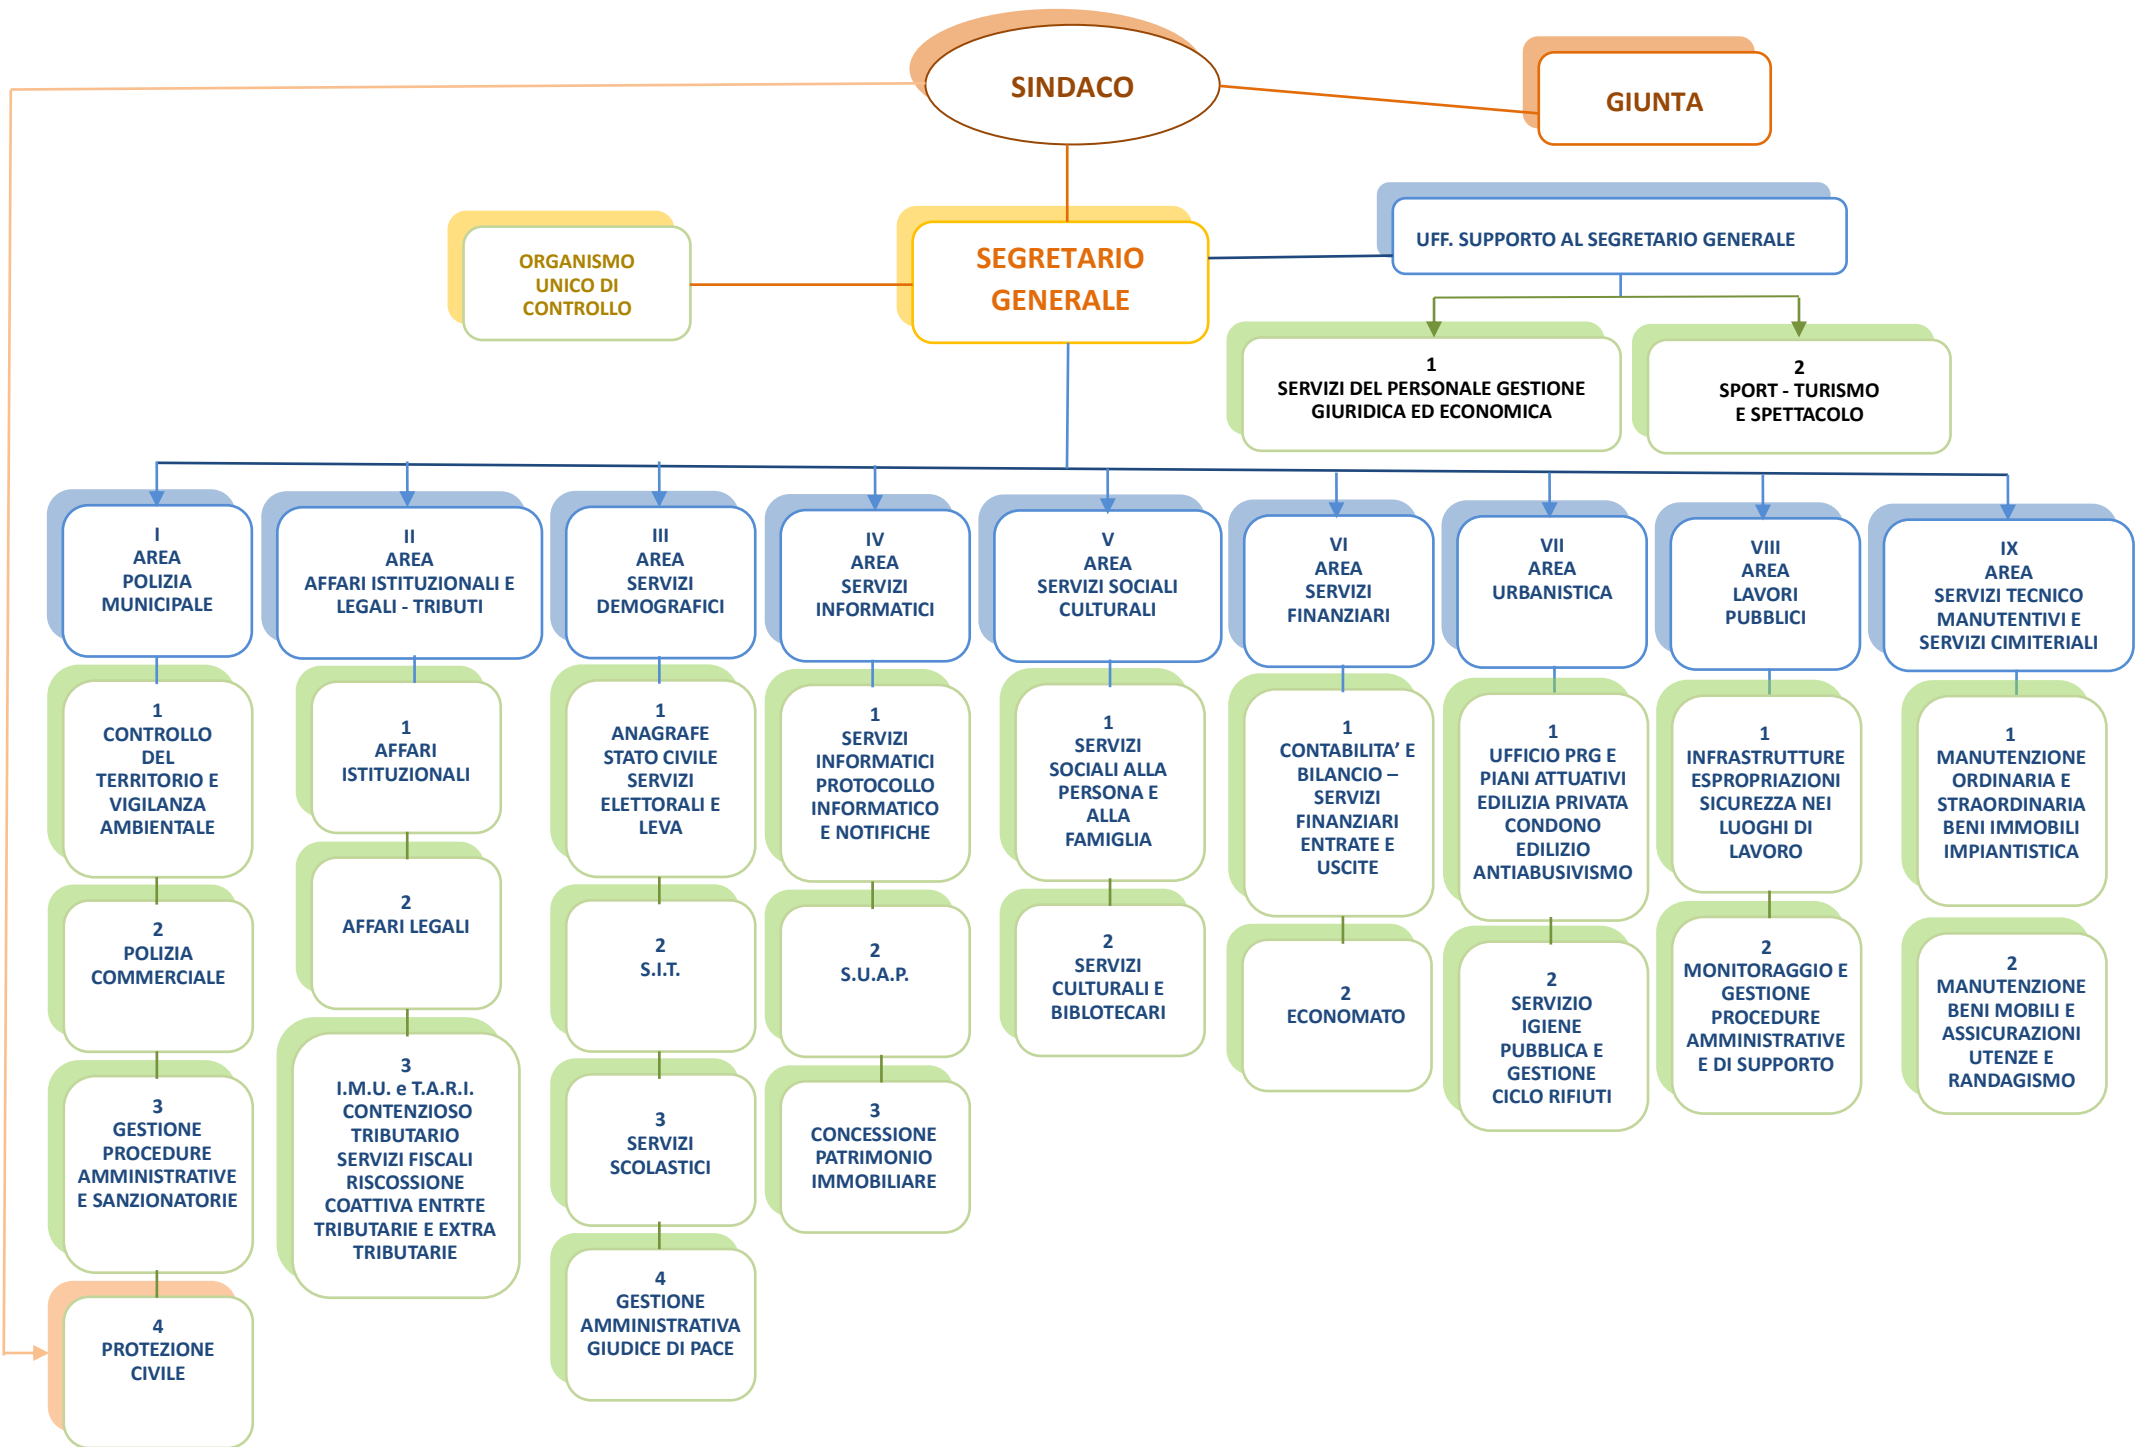 SINDACO
GIUNTA
ORGANISMO
UNICO DI
CONTROLLO
SEGRETARIO
GENERALE
UFF. SUPPORTO AL SEGRETARIO GENERALE
1
SERVIZI DEL PERSONALE GESTIONE
GIURIDICA ED ECONOMICA
2
SPORT - TURISMO
E SPETTACOLO
I
AREA
POLIZIA
MUNICIPALE
II
AREA
AFFARI ISTITUZIONALI E
LEGALI - TRIBUTI
III
AREA
SERVIZI
DEMOGRAFICI
IV
AREA
SERVIZI
INFORMATICI
V
AREA
SERVIZI SOCIALI
CULTURALI
VI
AREA
SERVIZI
FINANZIARI
VII
AREA
URBANISTICA
VIII
AREA
LAVORI
PUBBLICI
IX
AREA
SERVIZI TECNICO
MANUTENTIVI E
SERVIZI CIMITERIALI
1
CONTROLLO
DEL
TERRITORIO E
VIGILANZA
AMBIENTALE
2
POLIZIA
COMMERCIALE
3
GESTIONE
PROCEDURE
AMMINISTRATIVE
E SANZIONATORIE
4
PROTEZIONE
CIVILE
1
AFFARI
ISTITUZIONALI
2
AFFARI LEGALI
3
I.M.U. e T.A.R.I.
CONTENZIOSO
TRIBUTARIO
SERVIZI FISCALI
RISCOSSIONE
COATTIVA ENTRTE
TRIBUTARIE E EXTRA
TRIBUTARIE
1
ANAGRAFE
STATO CIVILE
SERVIZI
ELETTORALI E
LEVA
2
S.I.T.
3
SERVIZI
SCOLASTICI
4
GESTIONE
AMMINISTRATIVA
GIUDICE DI PACE
1
SERVIZI
INFORMATICI
PROTOCOLLO
INFORMATICO
E NOTIFICHE
2
S.U.A.P.
3
CONCESSIONE
PATRIMONIO
IMMOBILIARE
1
SERVIZI
SOCIALI ALLA
PERSONA E
ALLA
FAMIGLIA
2
SERVIZI
CULTURALI E
BIBLOTECARI
1
CONTABILITA’ E
BILANCIO –
SERVIZI
FINANZIARI
ENTRATE E
USCITE
2
ECONOMATO
1
UFFICIO PRG E
PIANI ATTUATIVI
EDILIZIA PRIVATA
CONDONO
EDILIZIO
ANTIABUSIVISMO
2
SERVIZIO
IGIENE
PUBBLICA E
GESTIONE
CICLO RIFIUTI
1
INFRASTRUTTURE
ESPROPRIAZIONI
SICUREZZA NEI
LUOGHI DI
LAVORO
2
MONITORAGGIO E
GESTIONE
PROCEDURE
AMMINISTRATIVE
E DI SUPPORTO
1
MANUTENZIONE
ORDINARIA E
STRAORDINARIA
BENI IMMOBILI
IMPIANTISTICA
2
MANUTENZIONE
BENI MOBILI E
ASSICURAZIONI
UTENZE E
RANDAGISMO